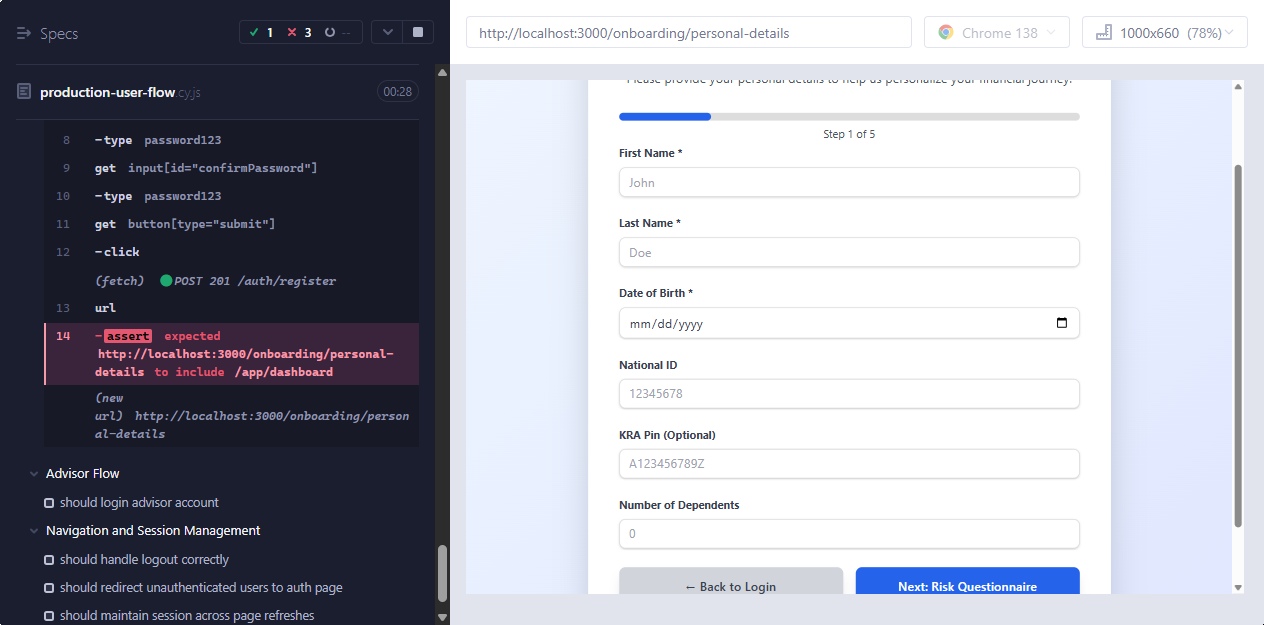 Specs
1
3
--
production-user-flow.cy.js
00:28
8 -type password123
9 get input[id="confirmPassword"]
10 -type password123
11 get button[type="submit"]
12 -click
(fetch) POST 201 /auth/register
13 url
14 -assert expected
http://localhost:3000/onboarding/personal-
details to include /app/dashboard
(new
url) http://localhost:3000/onboarding/person
al-details
Advisor Flow
should login advisor account
Navigation and Session Management
should handle logout correctly
should redirect unauthenticated users to auth page
should maintain session across page refreshes
http://localhost:3000/onboarding/personal-details
Chrome 138
1000x660 (78%)
Please provide your personal details to help us personalize your financial journey.
Step 1 of 5
First Name *
John
Last Name *
Doe
Date of Birth *
mm/dd/yyyy
National ID
12345678
KRA Pin (Optional)
A123456789Z
Number of Dependents
0
← Back to Login
Next: Risk Questionnaire